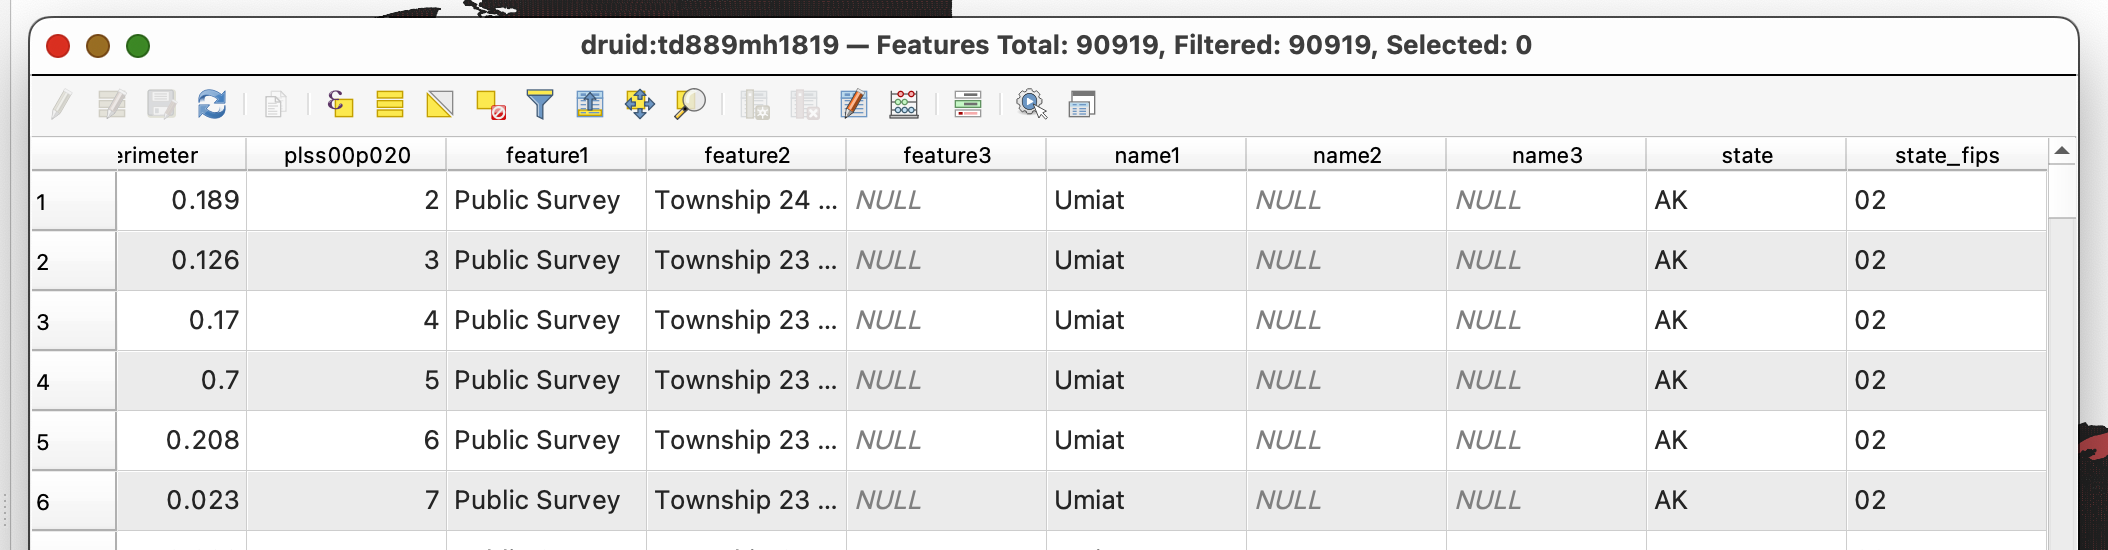 druid:td889mh1819 — Features Total: 90919, Filtered: 90919, Selected: 0
erimeter plss00p020 feature1 feature2 feature3 name1 name2 name3 state state_fips
1 0.189 2 Public Survey Township 24 ... NULL Umiat NULL NULL AK 02
2 0.126 3 Public Survey Township 23 ... NULL Umiat NULL NULL AK 02
3 0.17 4 Public Survey Township 23 ... NULL Umiat NULL NULL AK 02
4 0.7 5 Public Survey Township 23 ... NULL Umiat NULL NULL AK 02
5 0.208 6 Public Survey Township 23 ... NULL Umiat NULL NULL AK 02
6 0.023 7 Public Survey Township 23 ... NULL Umiat NULL NULL AK 02